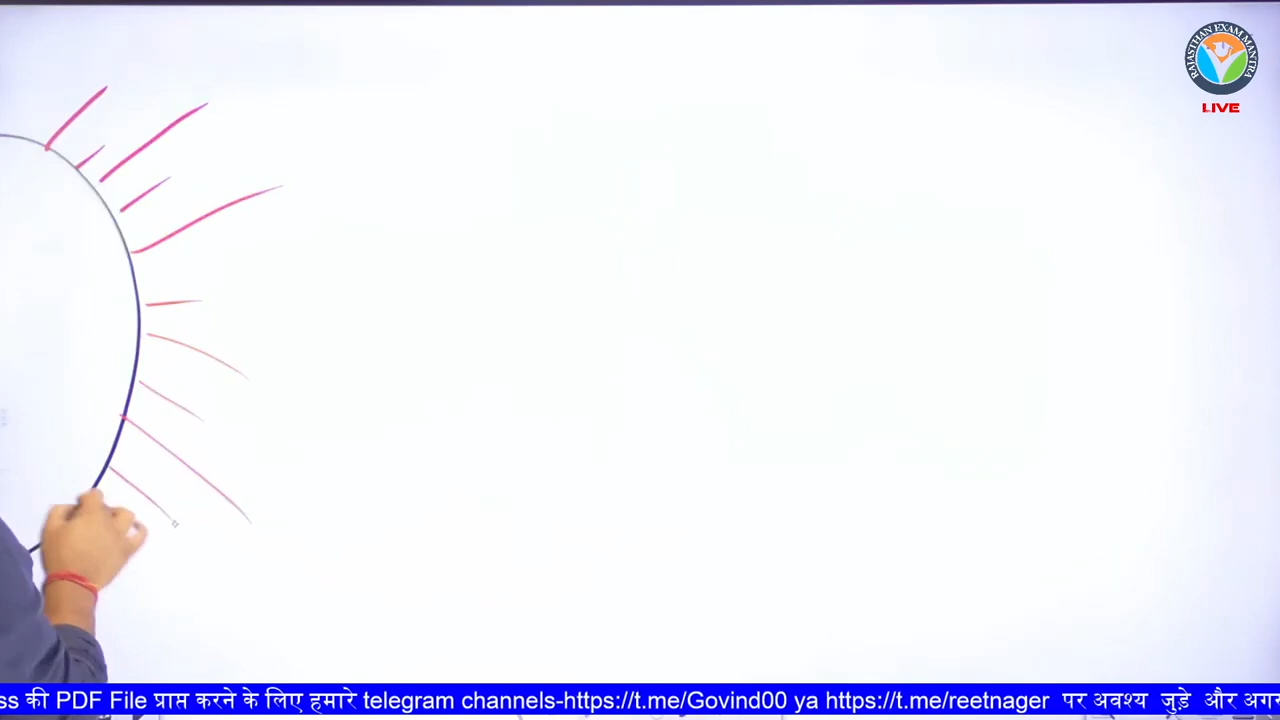 RAJASTHAN EXAM MANTRA
LIVE
ss की PDF File प्राप्त करने के लिए हमारे telegram channels-https://t.me/Govind00 ya https://t.me/reetnager पर अवश्य जुड़े और अगर